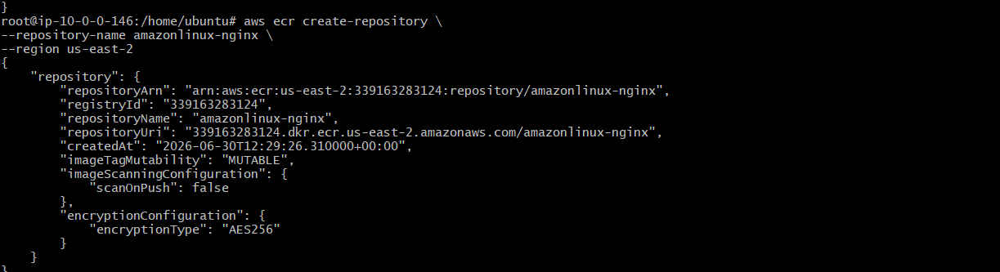 }
root@ip-10-0-0-146:/home/ubuntu# aws ecr create-repository \
--repository-name amazonlinux-nginx \
--region us-east-2
{
    "repository": {
        "repositoryArn": "arn:aws:ecr:us-east-2:339163283124:repository/amazonlinux-nginx",
        "registryId": "339163283124",
        "repositoryName": "amazonlinux-nginx",
        "repositoryUri": "339163283124.dkr.ecr.us-east-2.amazonaws.com/amazonlinux-nginx",
        "createdAt": "2026-06-30T12:29:26.310000+00:00",
        "imageTagMutability": "MUTABLE",
        "imageScanningConfiguration": {
            "scanOnPush": false
        },
        "encryptionConfiguration": {
            "encryptionType": "AES256"
        }
    }
}